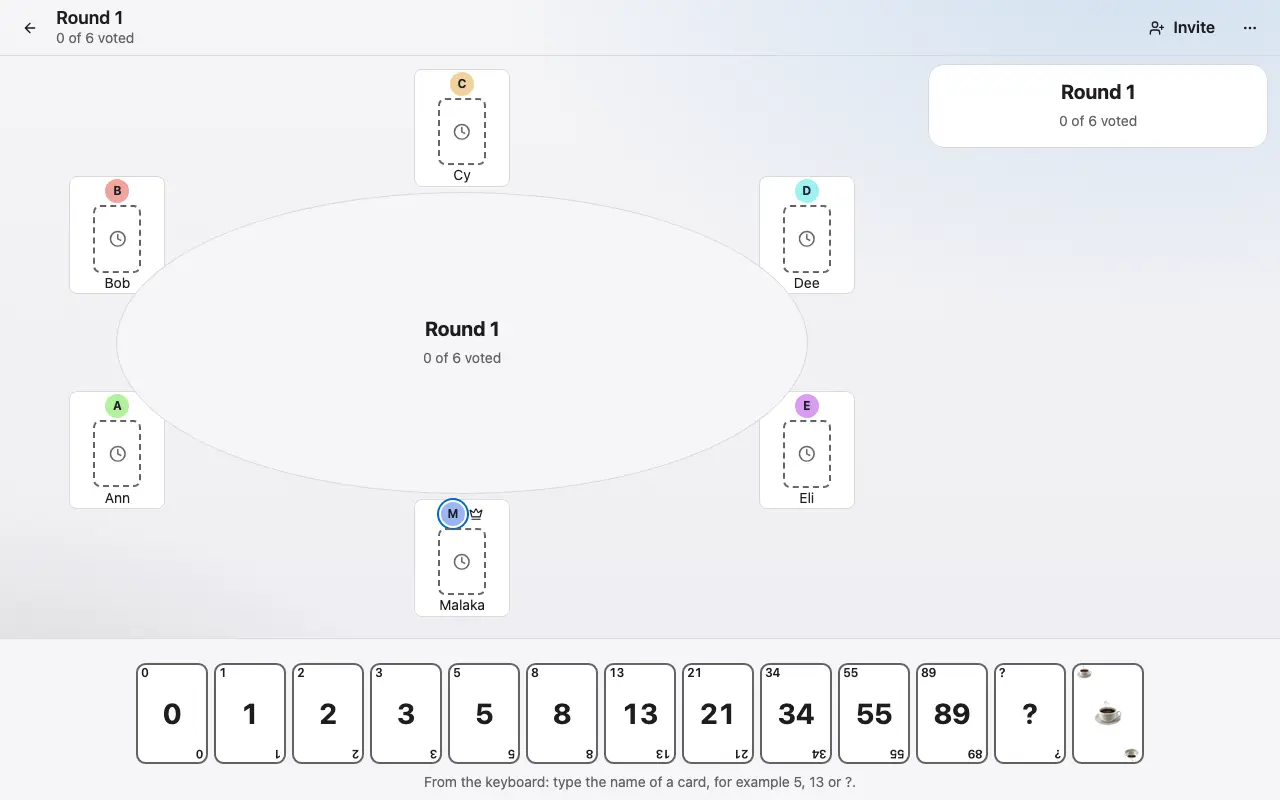 Round 1
0 of 6 voted
Invite
Round 1
0 of 6 voted
C
Cy
B
Bob
D
Dee
Round 1
0 of 6 voted
A
Ann
E
Eli
M
Malaka
0 0 0
1 1 1
2 2 2
3 3 3
5 5 5
8 8 8
13 13 13
21 21 21
34 34 34
55 55 55
89 89 89
? ? ?
From the keyboard: type the name of a card, for example 5, 13 or ?.